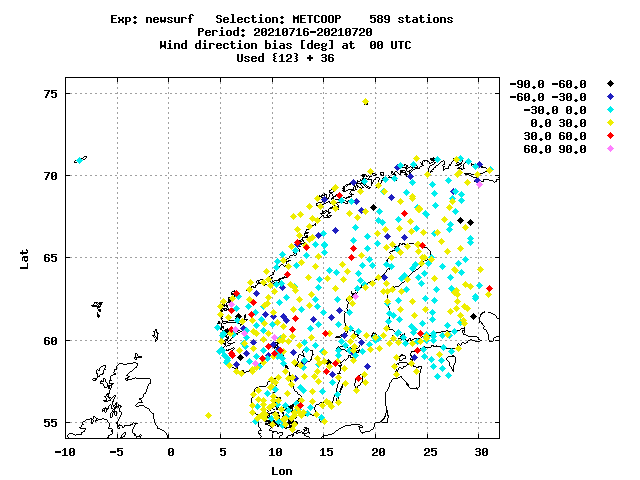 Exp: newsurf   Selection: METCOOP    589 stations
Period: 20210716-20210720
Wind direction bias [deg] at  00 UTC
Used {12} + 36
-90.0 -60.0
-60.0 -30.0
-30.0 0.0
0.0 30.0
30.0 60.0
60.0 90.0
75
70
65
60
55
Lat
-10 -5 0 5 10 15 20 25 30
Lon